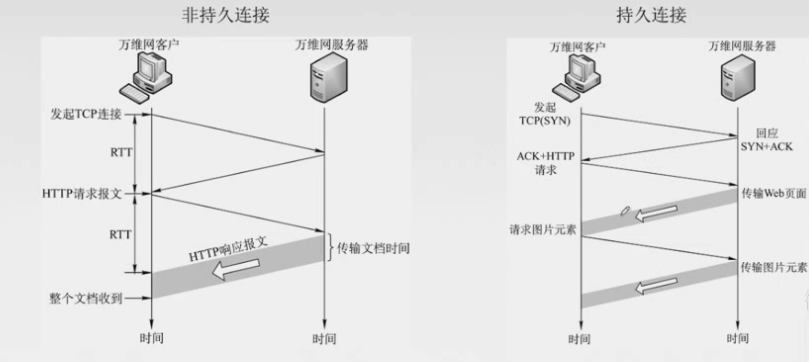 非持久连接
万维网客户
万维网服务器
发起TCP连接
RTT
HTTP请求报文
RTT
HTTP响应报文
传输文档时间
整个文档收到
时间
时间
持久连接
万维网客户
万维网服务器
发起
TCP(SYN)
回应
SYN+ACK
ACK+HTTP
请求
传输Web页面
请求图片元素
传输图片元素
时间
时间